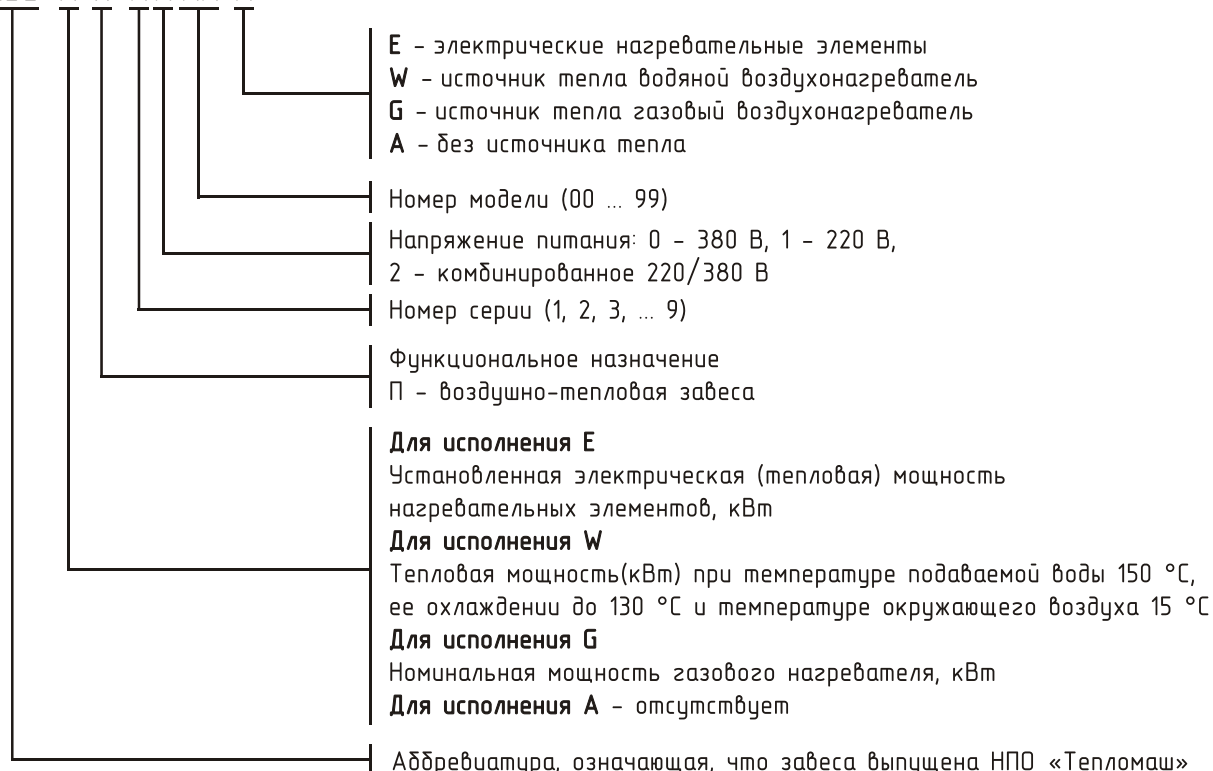 E – электрические нагревательные элементы
W – источник тепла водяной воздухонагреватель
G – источник тепла газовый воздухонагреватель
A – без источника тепла
Номер модели (00 ... 99)
Напряжение питания: 0 – 380 В, 1 – 220 В,
2 – комбинированное 220/380 В
Номер серии (1, 2, 3, ... 9)
Функциональное назначение
П – воздушно-тепловая завеса
Для исполнения E
Установленная электрическая (тепловая) мощность
нагревательных элементов, кВт
Для исполнения W
Тепловая мощность(кВт) при температуре подаваемой воды 150 °C,
ее охлаждении до 130 °C и температуре окружающего воздуха 15 °C
Для исполнения G
Номинальная мощность газового нагревателя, кВт
Для исполнения A – отсутствует
Аббревиатура, означающая, что завеса выпущена НПО «Тепломаш»